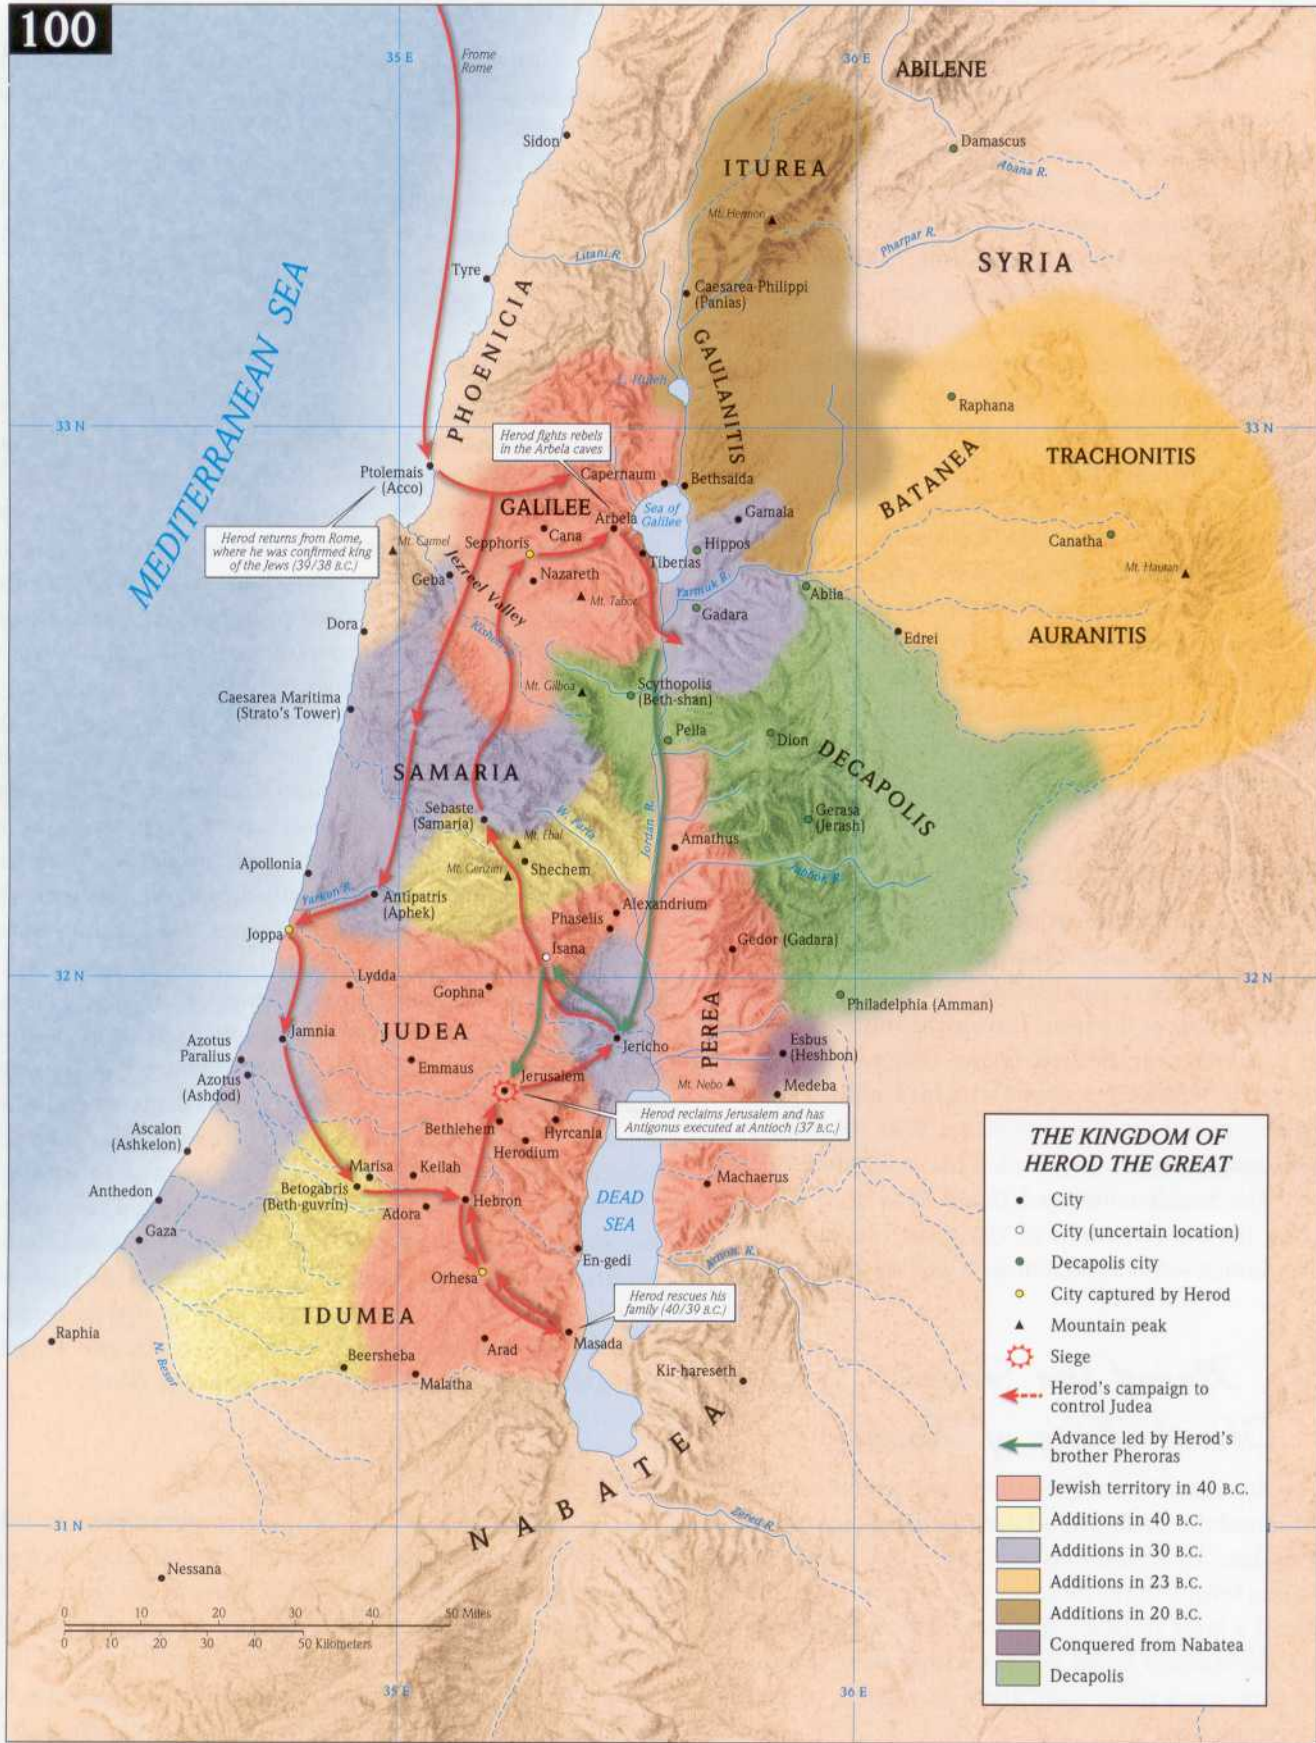 100
35 E
Frome
Rome
36 E
ABILENE
Sidon
Damascus
Abana R.
ITUREA
Mt. Hermon
Pharpar R.
Litani R.
SYRIA
Tyre
PHOENICIA
Caesarea-Philippi
(Panias)
MEDITERRANEAN SEA
GAULANITIS
L. Huleh
Raphana
33 N
33 N
Herod fights rebels
in the Arbela caves
BATANEA
TRACHONITIS
Ptolemais
(Acco)
Capernaum
Bethsaida
GALILEE
Sea of
Galilee
Gamala
Cana
Arbela
Canatha
Herod returns from Rome,
where he was confirmed king
of the Jews (39/38 B.C.)
Mt. Carmel
Sepphoris
Hippos
Tiberias
Mt. Hauran
Geba
Jezreel Valley
Nazareth
Yarmuk R.
Abila
Mt. Tabor
Gadara
Dora
Kishon R.
Edrei
AURANITIS
Mt. Gilboa
Scythopolis
(Beth-shan)
Caesarea Maritima
(Strato's Tower)
Pella
Dion
DECAPOLIS
SAMARIA
Sebaste
(Samaria)
W. Faria
Jordan R.
Gerasa
(Jerash)
Mt. Ebal
Amathus
Apollonia
Mt. Gerizim
Shechem
Jabbok R.
Yarkon R.
Antipatris
(Aphek)
Alexandrium
Phaselis
Joppa
Isana
Gedor (Gadara)
32 N
32 N
Lydda
Gophna
Philadelphia (Amman)
JUDEA
PEREA
Jamnia
Jericho
Esbus
(Heshbon)
Azotus
Paralius
Emmaus
Azotus
(Ashdod)
Jerusalem
Mt. Nebo
Medeba
Herod reclaims Jerusalem and has
Antigonus executed at Antioch (37 B.C.)
Bethlehem
Hyrcania
Ascalon
(Ashkelon)
Herodium
Marisa
Keilah
Machaerus
Betogabris
(Beth-guvrin)
Anthedon
Hebron
DEAD
SEA
Adora
Gaza
En-gedi
Arnon R.
Orhesa
Herod rescues his
family (40/39 B.C.)
IDUMEA
Raphia
Arad
Masada
N. Besor
Beersheba
Malatha
Kir-hareseth
NABATEA
Zered R.
31 N
Nessana
0 10 20 30 40 50 Miles
0 10 20 30 40 50 Kilometers
35 E
36 E
THE KINGDOM OF
HEROD THE GREAT
City
City (uncertain location)
Decapolis city
City captured by Herod
Mountain peak
Siege
Herod's campaign to
control Judea
Advance led by Herod's
brother Pheroras
Jewish territory in 40 B.C.
Additions in 40 B.C.
Additions in 30 B.C.
Additions in 23 B.C.
Additions in 20 B.C.
Conquered from Nabatea
Decapolis